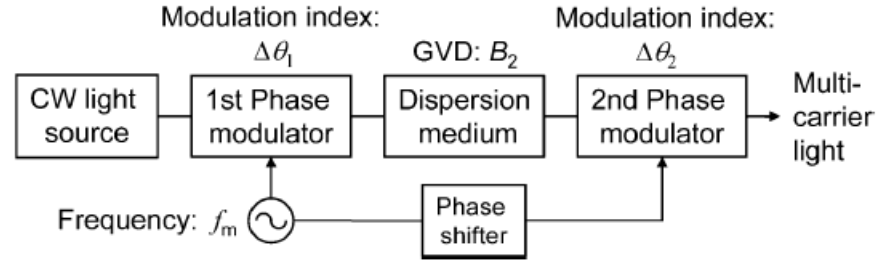 Modulation index:
Δθ₁
GVD: B₂
Modulation index:
Δθ₂
CW light
source
1st Phase
modulator
Dispersion
medium
2nd Phase
modulator
Multi-
carrier
light
Frequency: fₘ
Phase
shifter